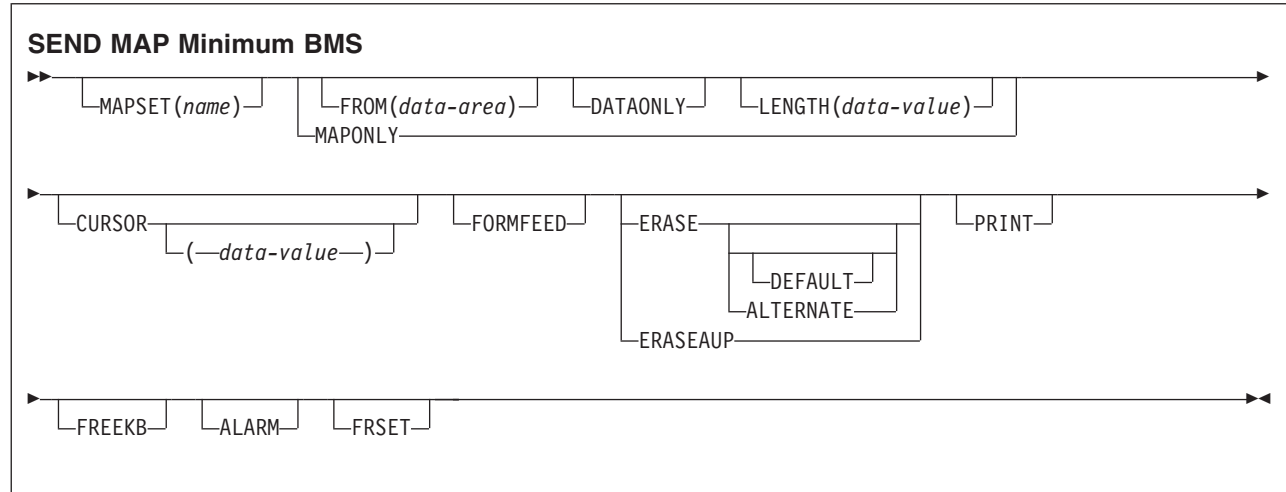 SEND MAP Minimum BMS
MAPSET(name)
FROM(data-area)
DATAONLY
LENGTH(data-value)
MAPONLY
CURSOR
(data-value)
FORMFEED
ERASE
DEFAULT
ALTERNATE
ERASEAUP
PRINT
FREEKB
ALARM
FRSET